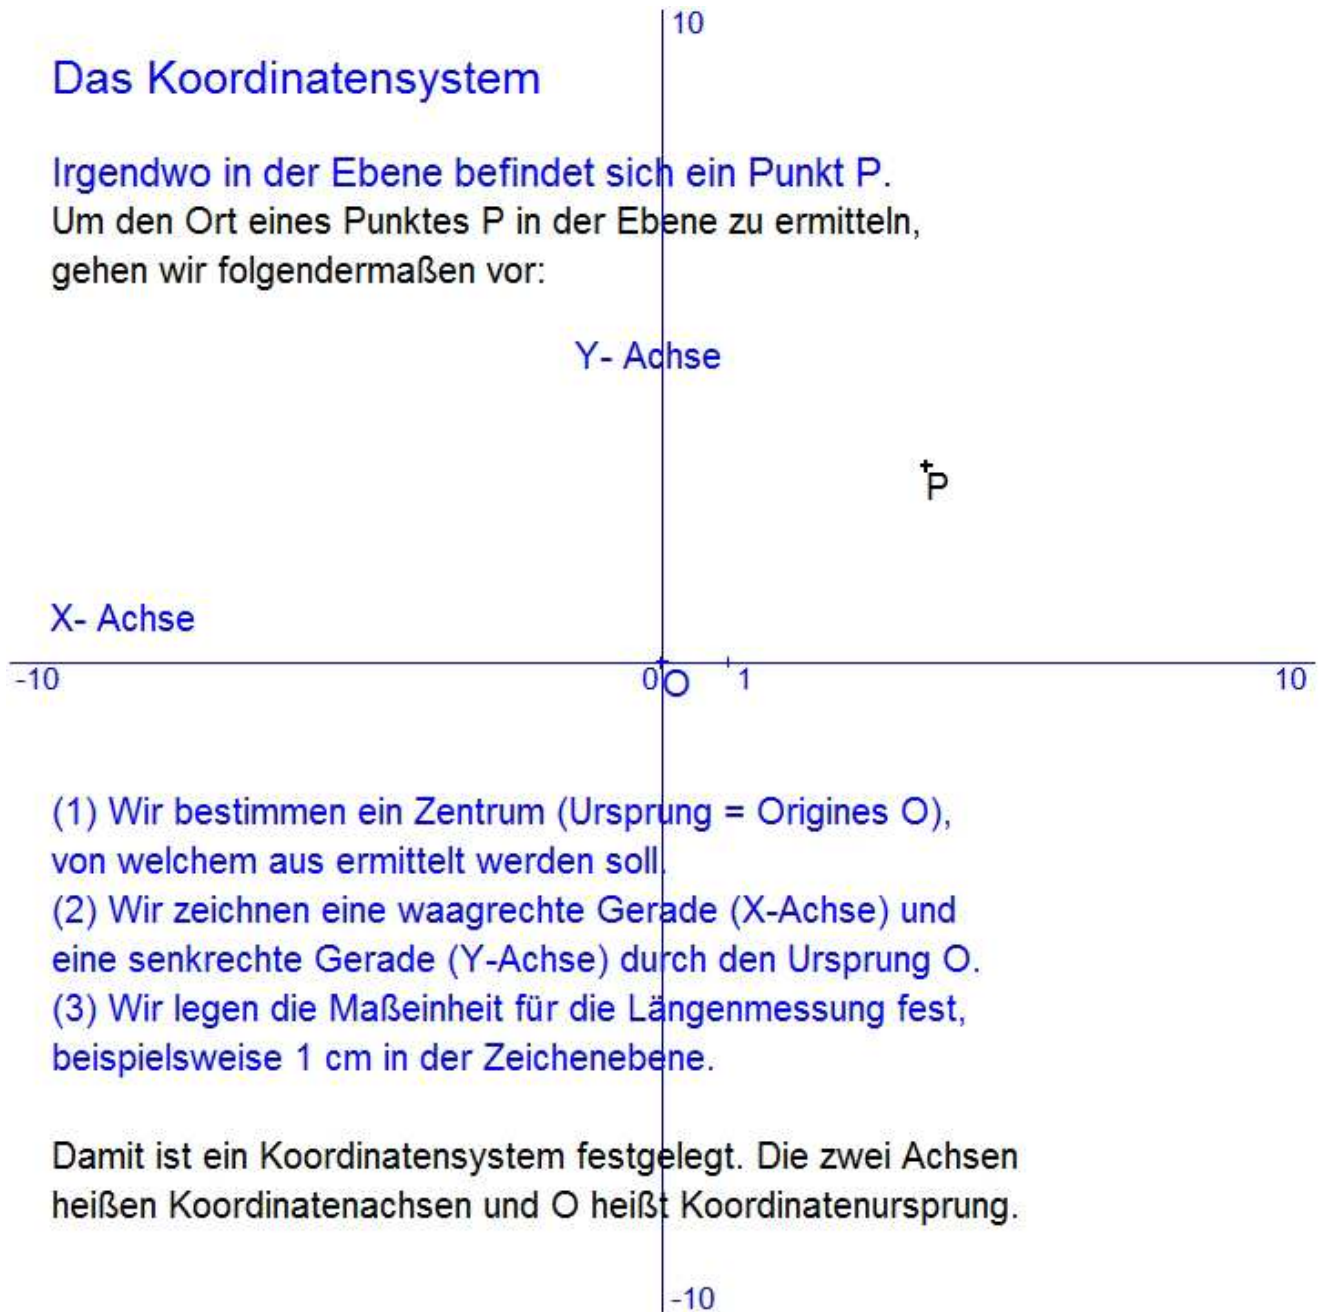 10
Das Koordinatensystem
Irgendwo in der Ebene befindet sich ein Punkt P.
Um den Ort eines Punktes P in der Ebene zu ermitteln,
gehen wir folgendermaßen vor:
Y- Achse
P
X- Achse
-10 0 O 1 10
(1) Wir bestimmen ein Zentrum (Ursprung = Origines O),
von welchem aus ermittelt werden soll.
(2) Wir zeichnen eine waagrechte Gerade (X-Achse) und
eine senkrechte Gerade (Y-Achse) durch den Ursprung O.
(3) Wir legen die Maßeinheit für die Längenmessung fest,
beispielsweise 1 cm in der Zeichenebene.
Damit ist ein Koordinatensystem festgelegt. Die zwei Achsen
heißen Koordinatenachsen und O heißt Koordinatenursprung.
-10